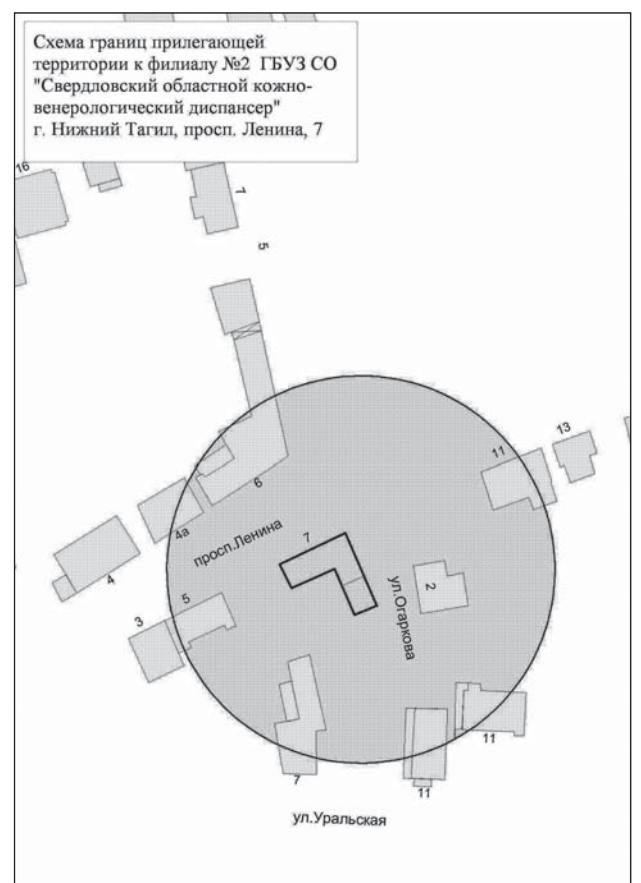 Схема границ прилегающей
территории к филиалу №2 ГБУЗ СО
"Свердловский областной кожно-
венерологический диспансер"
г. Нижний Тагил, просп. Ленина, 7
16
7
5
13
11
6
4а
просп.Ленина
7
4
2
ул.Огаркова
5
3
11
7
11
ул.Уральская